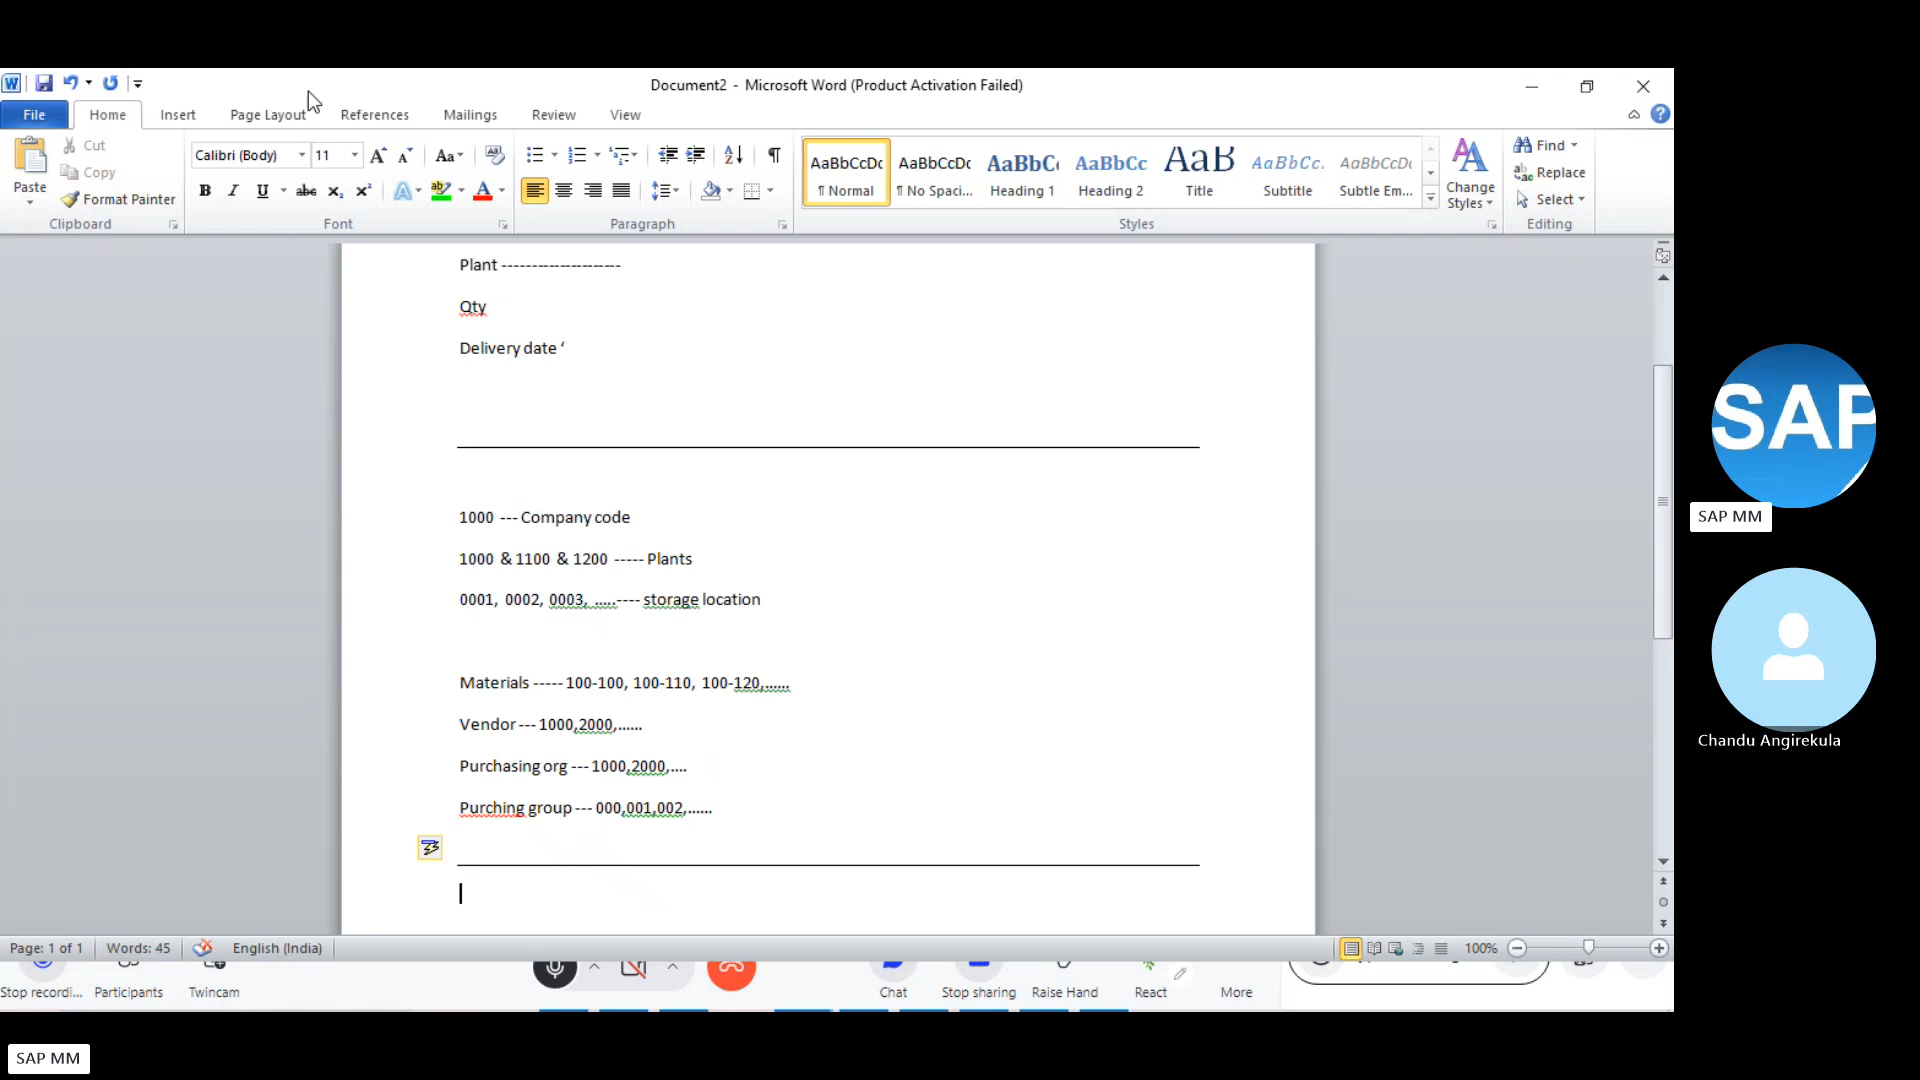 Document2 - Microsoft Word (Product Activation Failed)
File Home Insert Page Layout References Mailings Review View
Paste
Cut
Copy
Format Painter
Clipboard
Calibri (Body) 11
Font
Paragraph
AaBbCcDc AaBbCcDc AaBbC AaBbCc AaB AaBbCc. AaBbCcDc
¶ Normal ¶ No Spaci... Heading 1 Heading 2 Title Subtitle Subtle Em...
Styles
Change Styles
Find
Replace
Select
Editing
Plant --------------------
Qty
Delivery date ‘
1000 --- Company code
1000 & 1100 & 1200 ----- Plants
0001, 0002, 0003, .....---- storage location
Materials ----- 100-100, 100-110, 100-120,......
Vendor --- 1000,2000,......
Purchasing org --- 1000,2000,....
Purching group --- 000,001,002,......
Page: 1 of 1 Words: 45 English (India) 100%
Stop recordi... Participants Twincam Chat Stop sharing Raise Hand React More
SAP
SAP MM
Chandu Angirekula
SAP MM